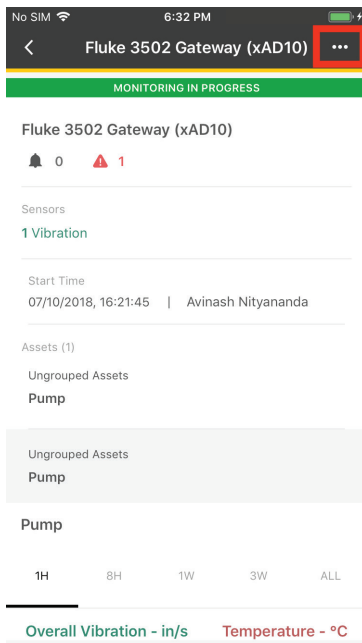 No SIM 6:32 PM
Fluke 3502 Gateway (xAD10)
MONITORING IN PROGRESS
Fluke 3502 Gateway (xAD10)
0 1
Sensors
1 Vibration
Start Time
07/10/2018, 16:21:45 | Avinash Nityananda
Assets (1)
Ungrouped Assets
Pump
Ungrouped Assets
Pump
Pump
1H 8H 1W 3W ALL
Overall Vibration - in/s Temperature - °C